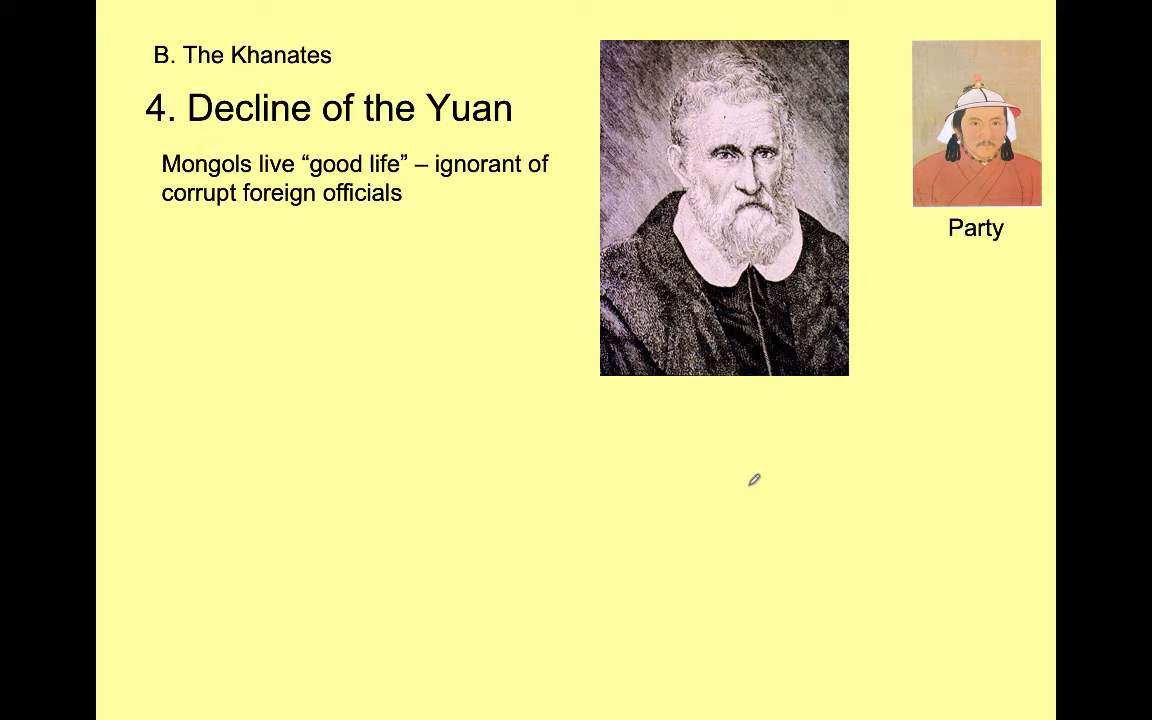 B. The Khanates
4. Decline of the Yuan
Mongols live “good life” – ignorant of
corrupt foreign officials
Party